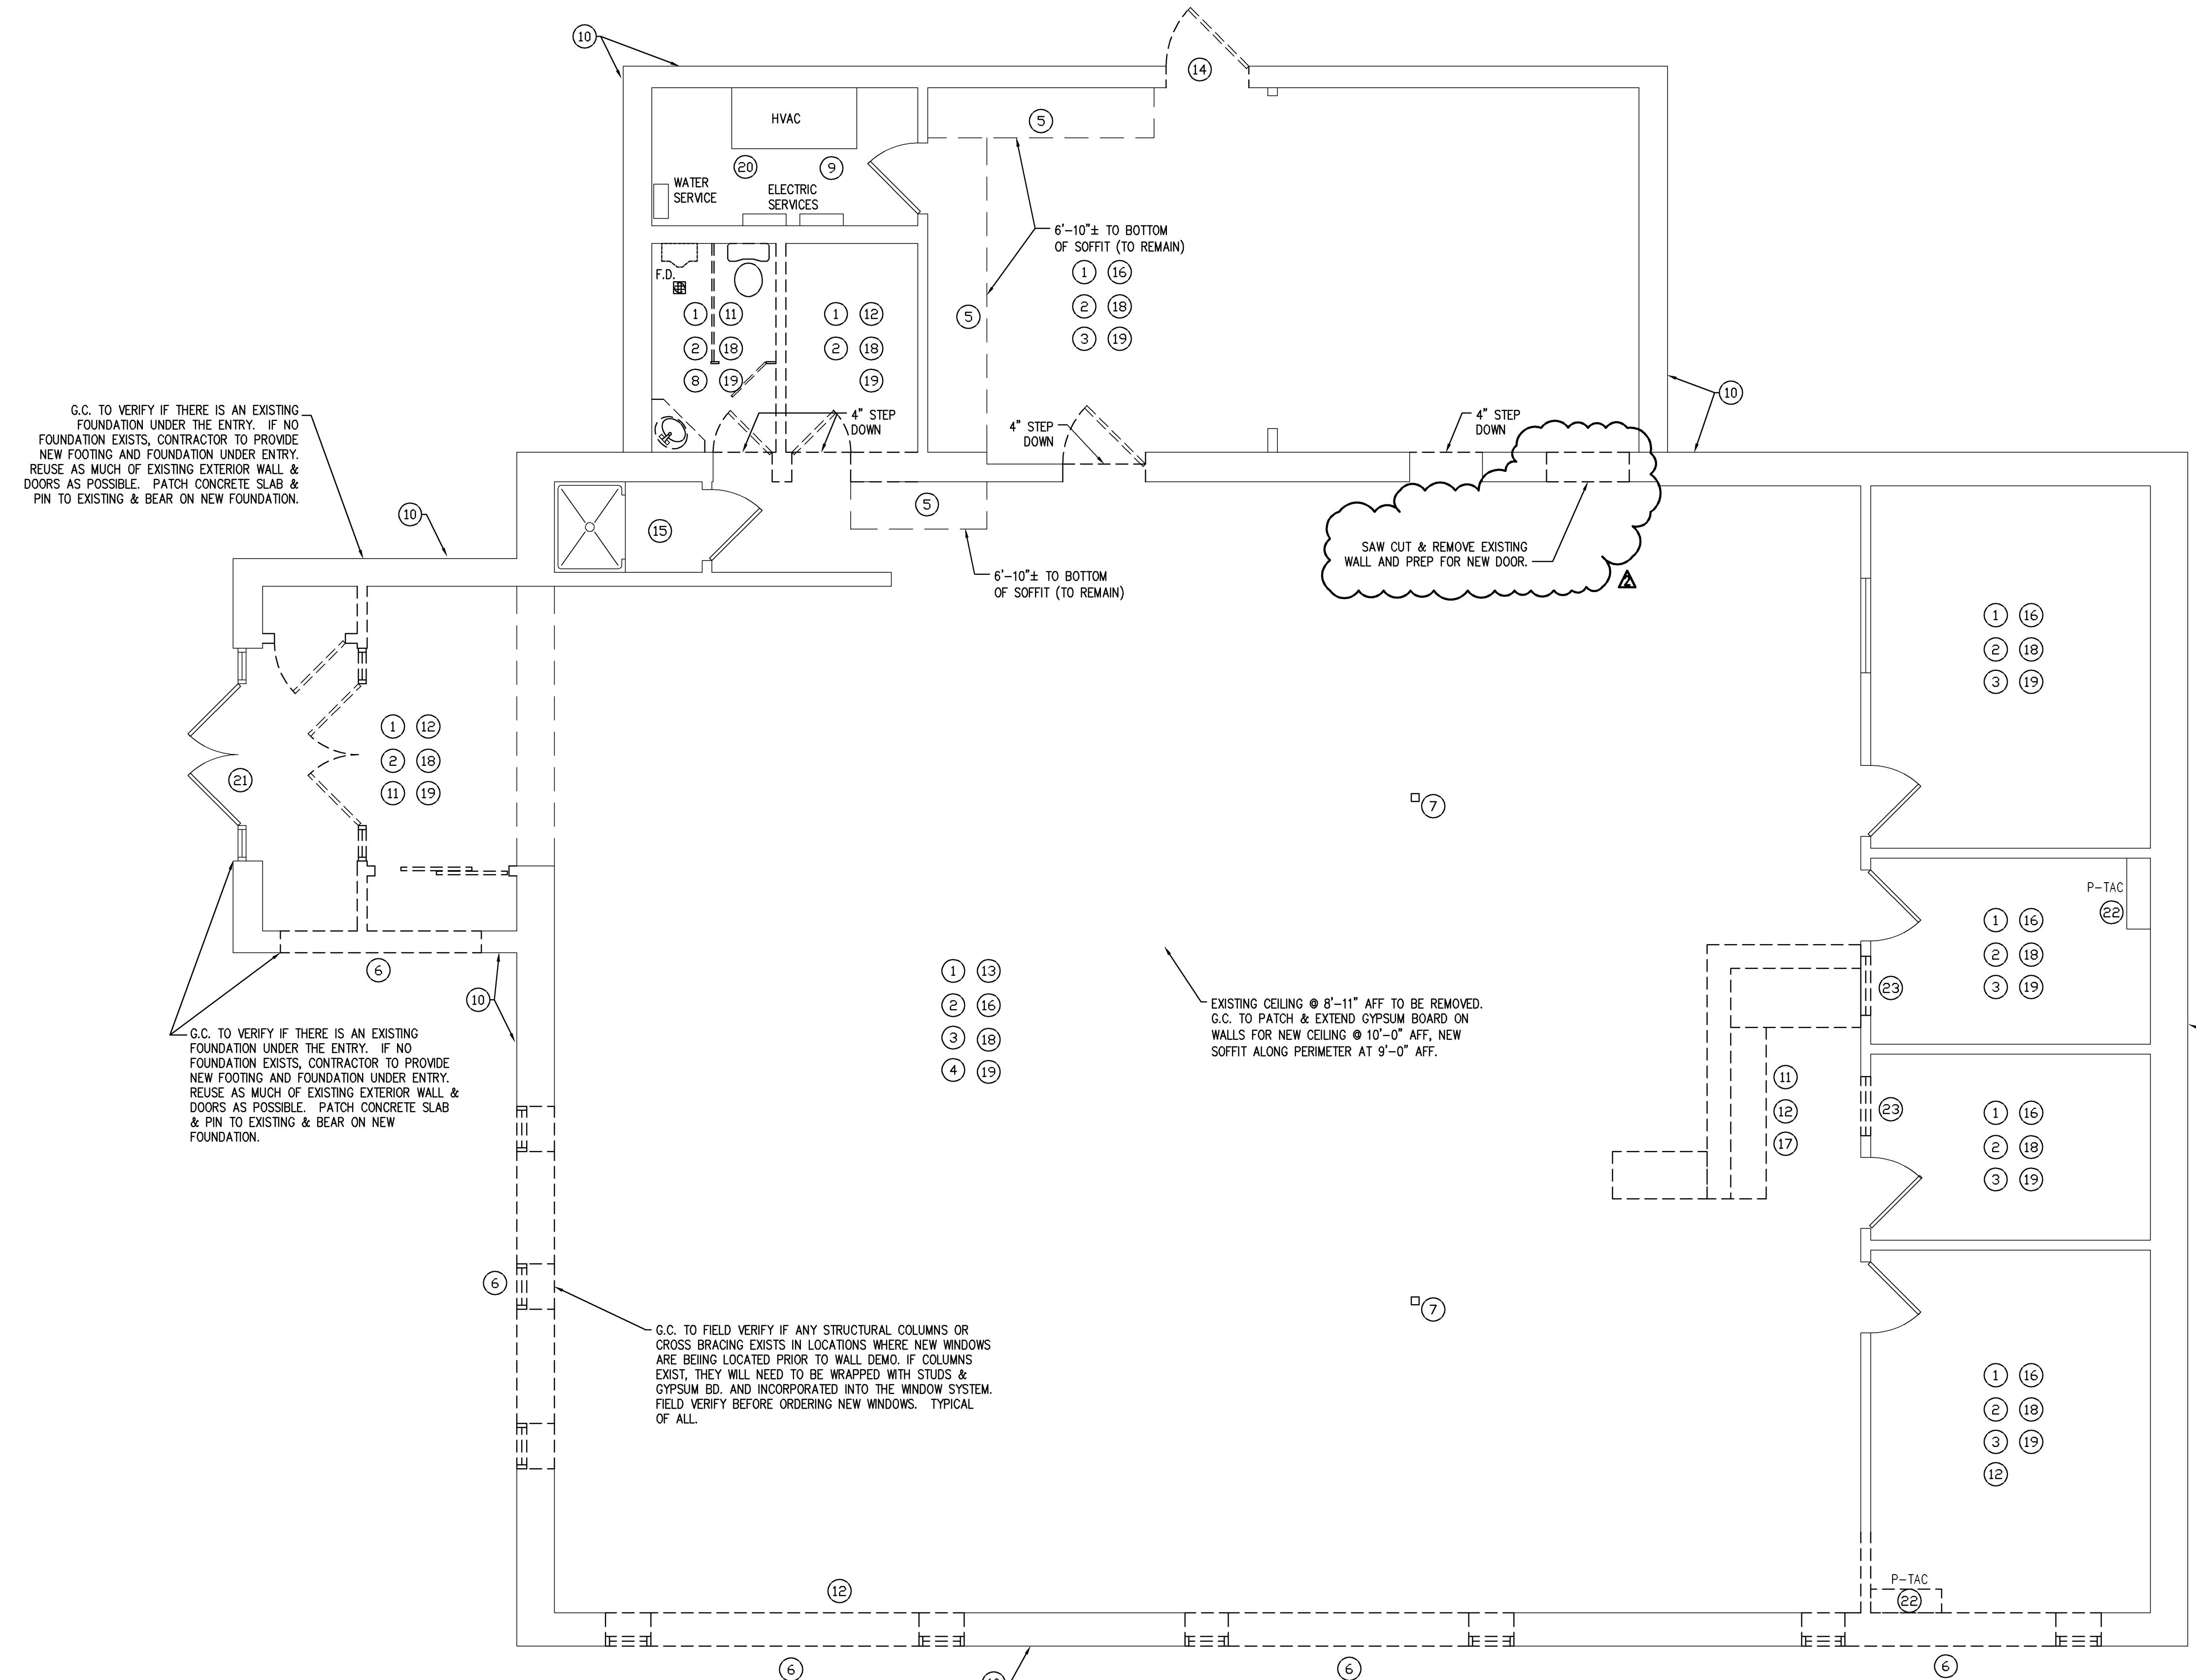 10
14
HVAC
5
20
9
WATER
SERVICE
ELECTRIC
SERVICES
6'-10"± TO BOTTOM
OF SOFFIT (TO REMAIN)
1 16
2 18
3 19
F.D.
1 11
2 18
8 19
1 12
2 18
19
5
10
4" STEP
DOWN
4" STEP
DOWN
4" STEP
DOWN
G.C. TO VERIFY IF THERE IS AN EXISTING
FOUNDATION UNDER THE ENTRY. IF NO
FOUNDATION EXISTS, CONTRACTOR TO PROVIDE
NEW FOOTING AND FOUNDATION UNDER ENTRY.
REUSE AS MUCH OF EXISTING EXTERIOR WALL &
DOORS AS POSSIBLE. PATCH CONCRETE SLAB &
PIN TO EXISTING & BEAR ON NEW FOUNDATION.
10
15
5
SAW CUT & REMOVE EXISTING
WALL AND PREP FOR NEW DOOR.
2
6'-10"± TO BOTTOM
OF SOFFIT (TO REMAIN)
1 16
2 18
3 19
1 12
2 18
11 19
21
7
P-TAC
22
1 16
2 18
3 19
6
10
1 13
2 16
3 18
4 19
EXISTING CEILING @ 8'-11" AFF TO BE REMOVED.
G.C. TO PATCH & EXTEND GYPSUM BOARD ON
WALLS FOR NEW CEILING @ 10'-0" AFF, NEW
SOFFIT ALONG PERIMETER AT 9'-0" AFF.
23
G.C. TO VERIFY IF THERE IS AN EXISTING
FOUNDATION UNDER THE ENTRY. IF NO
FOUNDATION EXISTS, CONTRACTOR TO PROVIDE
NEW FOOTING AND FOUNDATION UNDER ENTRY.
REUSE AS MUCH OF EXISTING EXTERIOR WALL &
DOORS AS POSSIBLE. PATCH CONCRETE SLAB
& PIN TO EXISTING & BEAR ON NEW
FOUNDATION.
11
12
17
23
1 16
2 18
3 19
6
7
G.C. TO FIELD VERIFY IF ANY STRUCTURAL COLUMNS OR
CROSS BRACING EXISTS IN LOCATIONS WHERE NEW WINDOWS
ARE BEIING LOCATED PRIOR TO WALL DEMO. IF COLUMNS
EXIST, THEY WILL NEED TO BE WRAPPED WITH STUDS &
GYPSUM BD. AND INCORPORATED INTO THE WINDOW SYSTEM.
FIELD VERIFY BEFORE ORDERING NEW WINDOWS. TYPICAL
OF ALL.
1 16
2 18
3 19
12
12
P-TAC
22
6
6
6